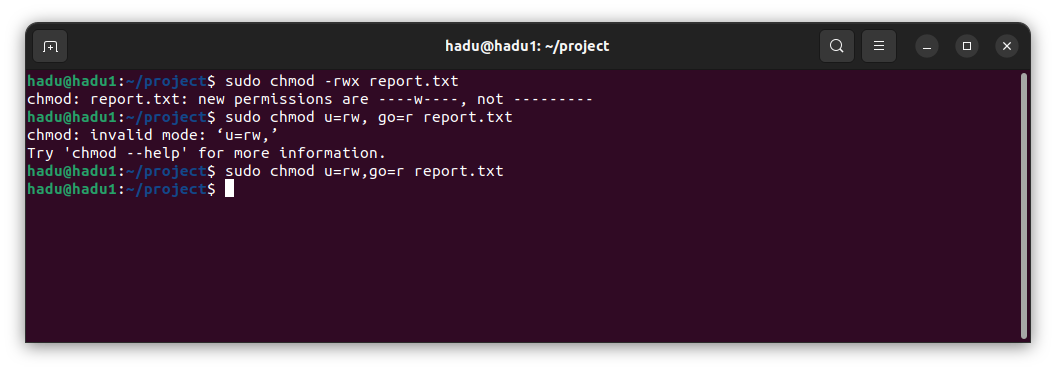 hadu@hadu1: ~/project
hadu@hadu1:~/project$ sudo chmod -rwx report.txt
chmod: report.txt: new permissions are ----w----, not ---------
hadu@hadu1:~/project$ sudo chmod u=rw, go=r report.txt
chmod: invalid mode: ‘u=rw,’
Try 'chmod --help' for more information.
hadu@hadu1:~/project$ sudo chmod u=rw,go=r report.txt
hadu@hadu1:~/project$